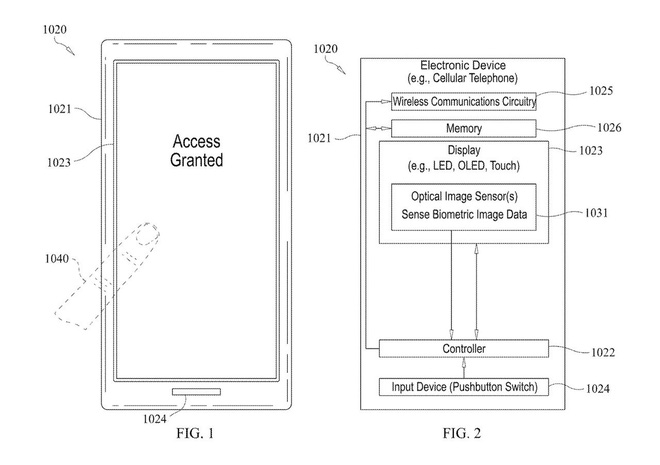 1020
1021
1023
Access
Granted
1040
1024
FIG. 1
1020
Electronic Device
(e.g., Cellular Telephone)
1025
Wireless Communications Circuitry
1021
Memory
1026
Display
1023
(e.g., LED, OLED, Touch)
Optical Image Sensor(s)
Sense Biometric Image Data
1031
Controller
1022
Input Device (Pushbutton Switch)
1024
FIG. 2